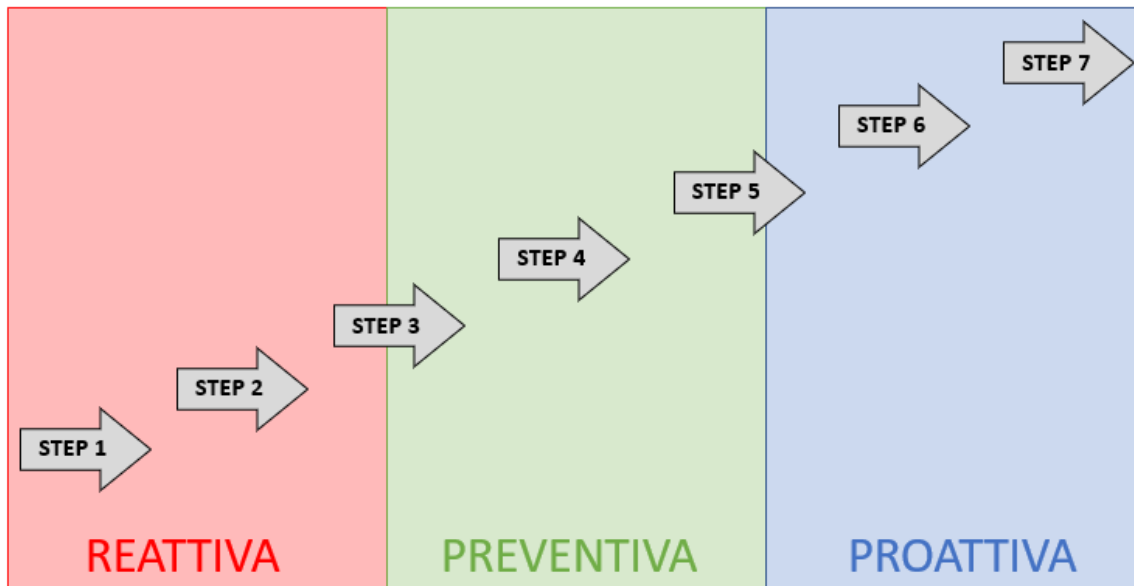 STEP 7
STEP 6
STEP 5
STEP 4
STEP 3
STEP 2
STEP 1
REATTIVA
PREVENTIVA
PROATTIVA